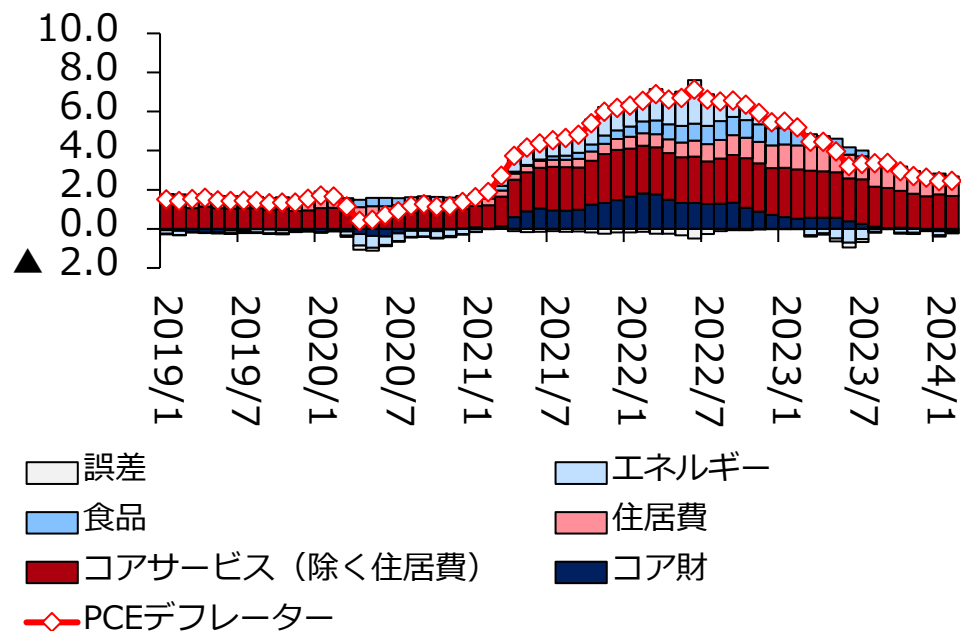 10.0
8.0
6.0
4.0
2.0
0.0
▲ 2.0
2019/1
2019/7
2020/1
2020/7
2021/1
2021/7
2022/1
2022/7
2023/1
2023/7
2024/1
誤差
エネルギー
食品
住居費
コアサービス（除く住居費）
コア財
PCEデフレーター